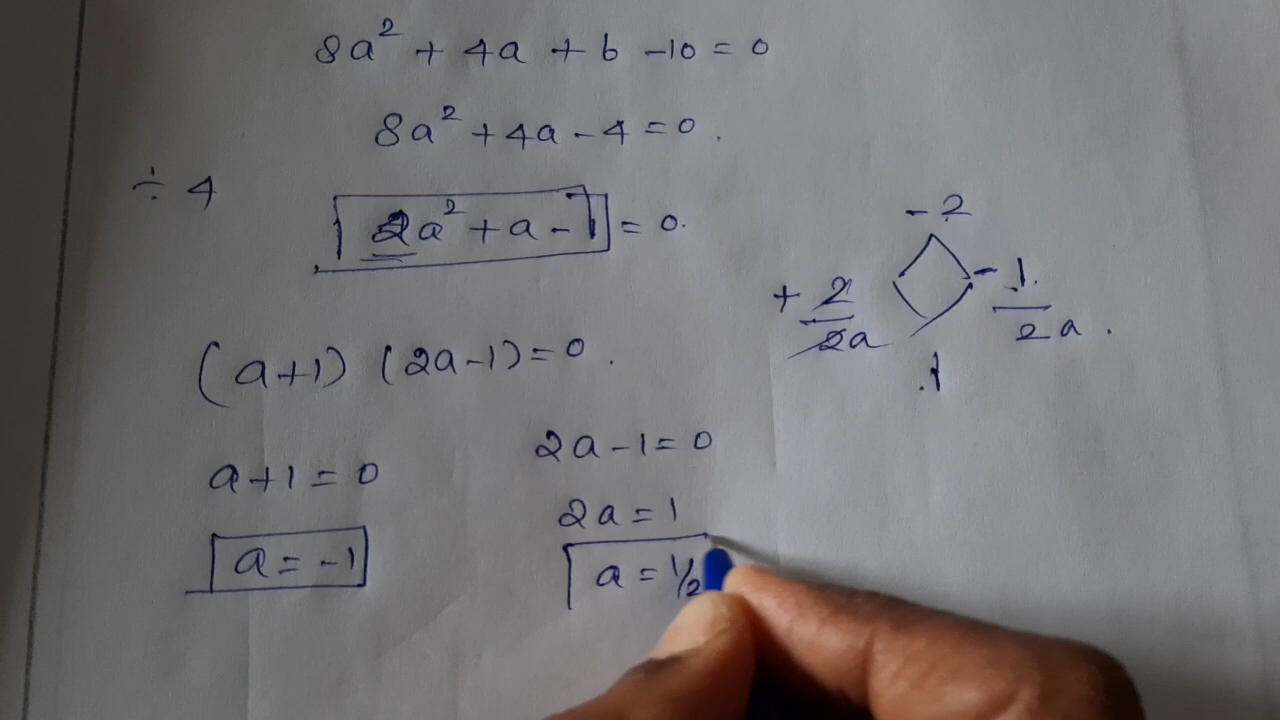 8a² + 4a + 6 - 10 = 0
8a² + 4a - 4 = 0.
÷ 4
2a² + a - 1 = 0.
- 2
+ 2/2a
- 1/2a.
1
(a+1) (2a-1) = 0.
a+1 = 0
2a-1 = 0
2a = 1
a = -1
a = 1/2